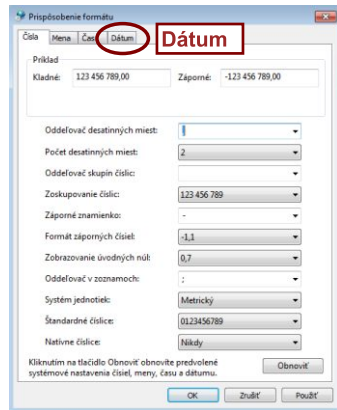 Prispôsobenie formátu
Čísla Mena Čas Dátum Dátum
Príklad
Kladné: 123 456 789,00 Záporné: -123 456 789,00
Oddeľovač desatinných miest: ,
Počet desatinných miest: 2
Oddeľovač skupín číslic:
Zoskupovanie číslic: 123 456 789
Záporné znamienko: -
Formát záporných čísiel: -1,1
Zobrazovanie úvodných núl: 0,7
Oddeľovač v zoznamoch: ;
Systém jednotiek: Metrický
Štandardné číslice: 0123456789
Natívne číslice: Nikdy
Kliknutím na tlačidlo Obnoviť obnovíte predvolené
systémové nastavenia čísiel, meny, času a dátumu.
Obnoviť
OK Zrušiť Použiť